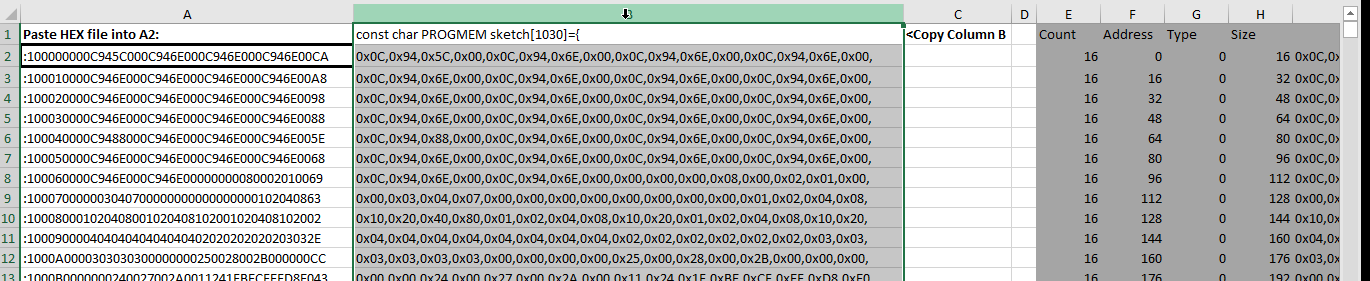 A B C D E F G H
1 Paste HEX file into A2: const char PROGMEM sketch[1030]={ <Copy Column B Count Address Type Size
2 :100000000C945C000C946E000C946E000C946E00CA 0x0C,0x94,0x5C,0x00,0x0C,0x94,0x6E,0x00,0x0C,0x94,0x6E,0x00,0x0C,0x94,0x6E,0x00, 16 0 0 16 0x0C,0x
3 :100010000C946E000C946E000C946E000C946E00A8 0x0C,0x94,0x6E,0x00,0x0C,0x94,0x6E,0x00,0x0C,0x94,0x6E,0x00,0x0C,0x94,0x6E,0x00, 16 16 0 32 0x0C,0x
4 :100020000C946E000C946E000C946E000C946E0098 0x0C,0x94,0x6E,0x00,0x0C,0x94,0x6E,0x00,0x0C,0x94,0x6E,0x00,0x0C,0x94,0x6E,0x00, 16 32 0 48 0x0C,0x
5 :100030000C946E000C946E000C946E000C946E0088 0x0C,0x94,0x6E,0x00,0x0C,0x94,0x6E,0x00,0x0C,0x94,0x6E,0x00,0x0C,0x94,0x6E,0x00, 16 48 0 64 0x0C,0x
6 :100040000C9488000C946E000C946E000C946E005E 0x0C,0x94,0x88,0x00,0x0C,0x94,0x6E,0x00,0x0C,0x94,0x6E,0x00,0x0C,0x94,0x6E,0x00, 16 64 0 80 0x0C,0x
7 :100050000C946E000C946E000C946E000C946E0068 0x0C,0x94,0x6E,0x00,0x0C,0x94,0x6E,0x00,0x0C,0x94,0x6E,0x00,0x0C,0x94,0x6E,0x00, 16 80 0 96 0x0C,0x
8 :100060000C946E000C946E00000000080002010069 0x0C,0x94,0x6E,0x00,0x0C,0x94,0x6E,0x00,0x00,0x00,0x00,0x08,0x00,0x02,0x01,0x00, 16 96 0 112 0x0C,0x
9 :100070000003040700000000000000000102040863 0x00,0x03,0x04,0x07,0x00,0x00,0x00,0x00,0x00,0x00,0x00,0x00,0x01,0x02,0x04,0x08, 16 112 0 128 0x00,0x
10 :1000800010204080010204081020010204081020​02 0x10,0x20,0x40,0x80,0x01,0x02,0x04,0x08,0x10,0x20,0x01,0x02,0x04,0x08,0x10,0x20, 16 128 0 144 0x10,0x
11 :10009000040404040404040402020202020203032E 0x04,0x04,0x04,0x04,0x04,0x04,0x04,0x04,0x02,0x02,0x02,0x02,0x02,0x02,0x03,0x03, 16 144 0 160 0x04,0x
12 :1000A0000303030300000000250028002B000000CC 0x03,0x03,0x03,0x03,0x00,0x00,0x00,0x00,0x25,0x00,0x28,0x00,0x2B,0x00,0x00,0x00, 16 160 0 176 0x03,0x
13 :1000B0000000240027002A0011241FBECFEFD8E043 0x00,0x00,0x24,0x00,0x27,0x00,0x2A,0x00,0x11,0x24,0x1F,0xBE,0xCF,0xEF,0xD8,0xE0, 16 176 0 192 0x00,0x